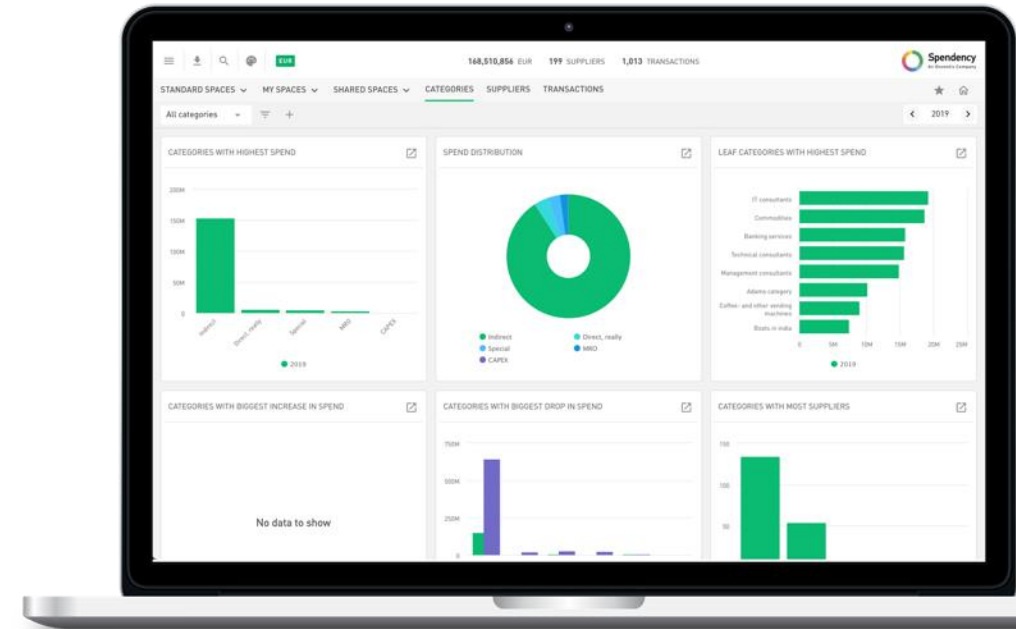 EUR
168,510,856 EUR 199 SUPPLIERS 1,013 TRANSACTIONS
Spendency
STANDARD SPACES MY SPACES SHARED SPACES CATEGORIES SUPPLIERS TRANSACTIONS
All categories
2019
CATEGORIES WITH HIGHEST SPEND
200M
150M
100M
50M
0
Indirect
Direct, really
Special
MRO
CAPEX
2019
SPEND DISTRIBUTION
Indirect
Direct, really
Special
MRO
CAPEX
LEAF CATEGORIES WITH HIGHEST SPEND
IT consultants
Commodities
Banking services
Technical consultants
Management consultants
Adams category
Coffee- and other vending
machines
Boats in india
0 5M 10M 15M 20M 25M
2019
CATEGORIES WITH BIGGEST INCREASE IN SPEND
No data to show
CATEGORIES WITH BIGGEST DROP IN SPEND
750M
500M
250M
0
CATEGORIES WITH MOST SUPPLIERS
150
100
50